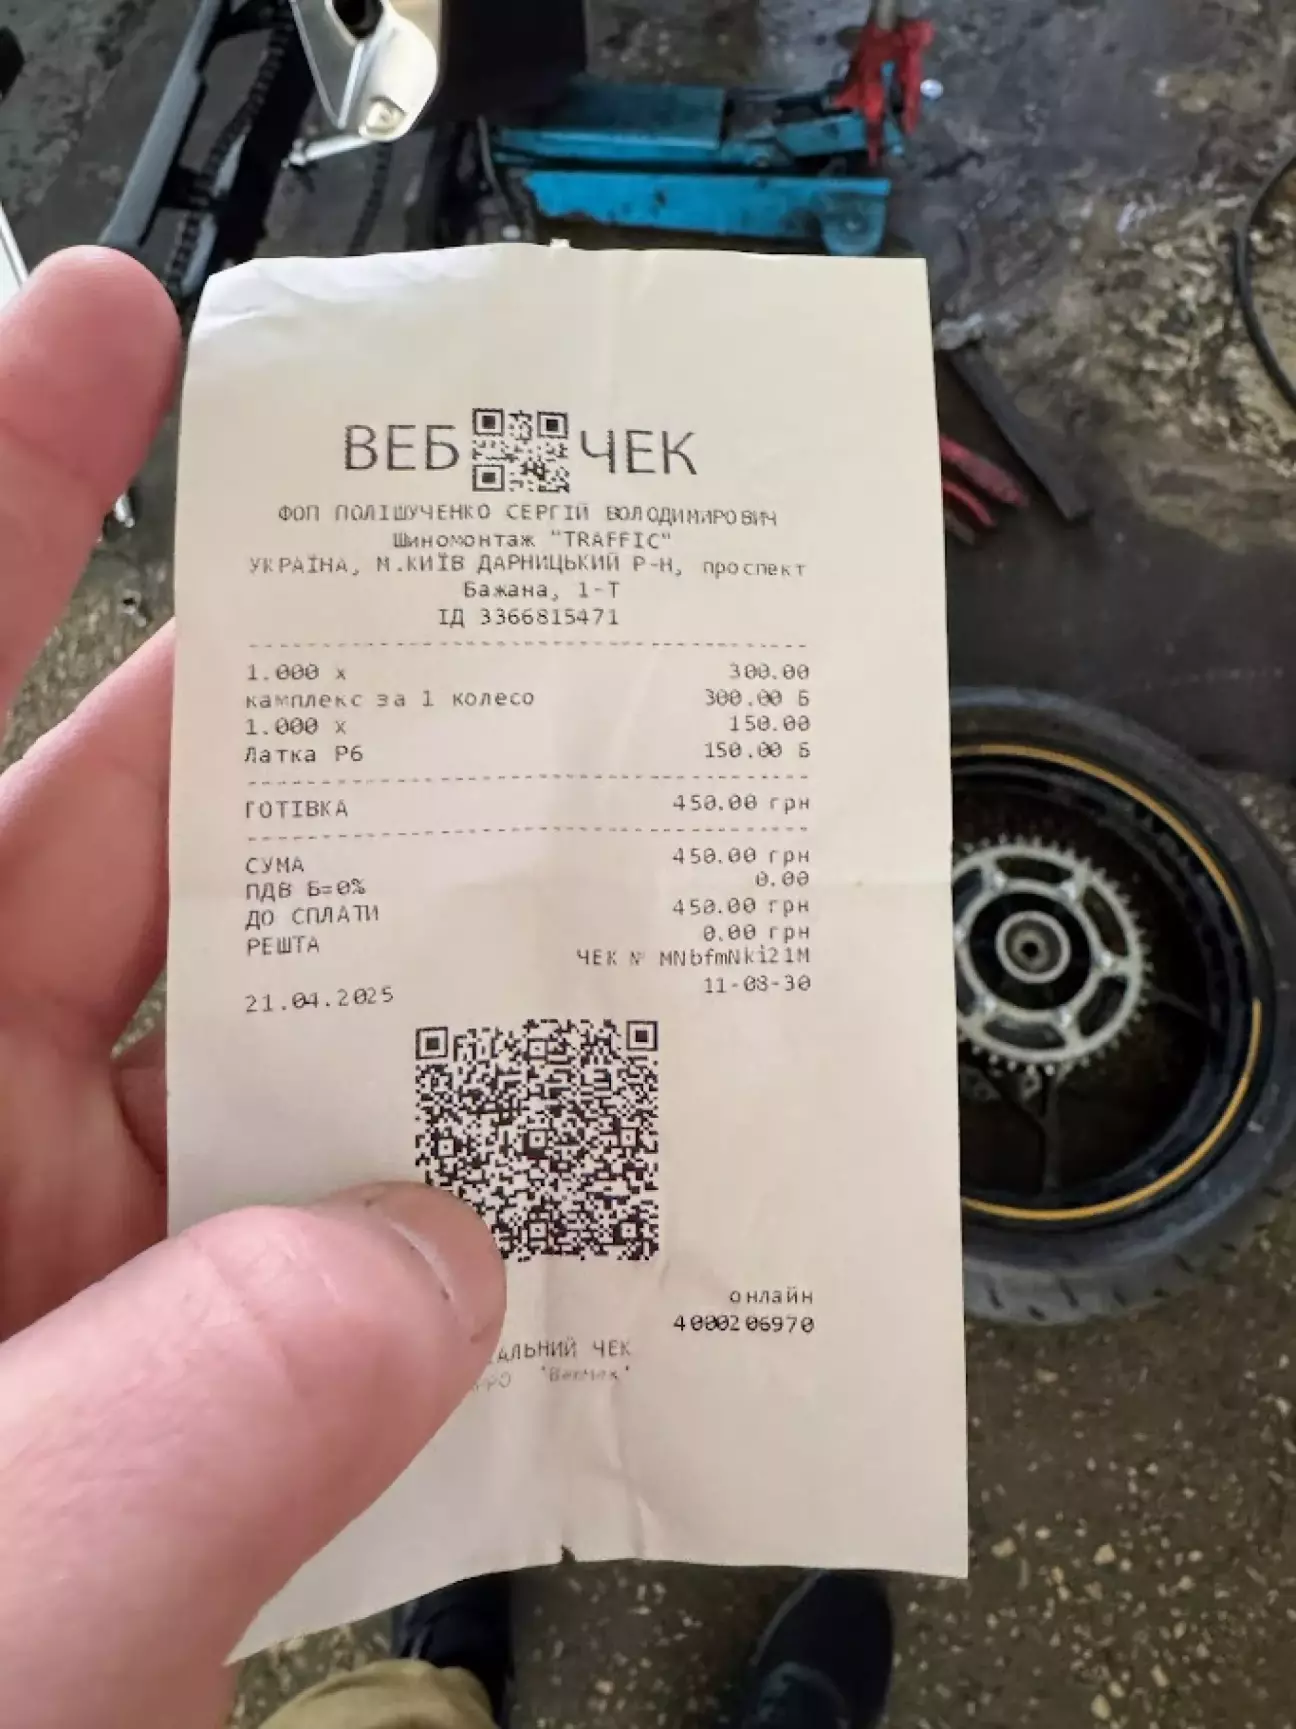 ВЕБ ЧЕК
ФОП ПОЛІШУЧЕНКО СЕРГІЙ ВОЛОДИМИРОВИЧ
Шиномонтаж "TRAFFIC"
УКРАЇНА, М.КИЇВ ДАРНИЦЬКИЙ Р-Н, проспект
Бажана, 1-Т
ІД 3366815471
1.000 x 300.00
камплекс за 1 колесо 300.00 Б
1.000 x 150.00
Латка Р6 150.00 Б
ГОТІВКА 450.00 грн
СУМА 450.00 грн
ПДВ Б=0% 0.00
ДО СПЛАТИ 450.00 грн
РЕШТА 0.00 грн
ЧЕК № MNbfmNki21M
21.04.2025 11-08-30
онлайн
4000206970
ЧЕК